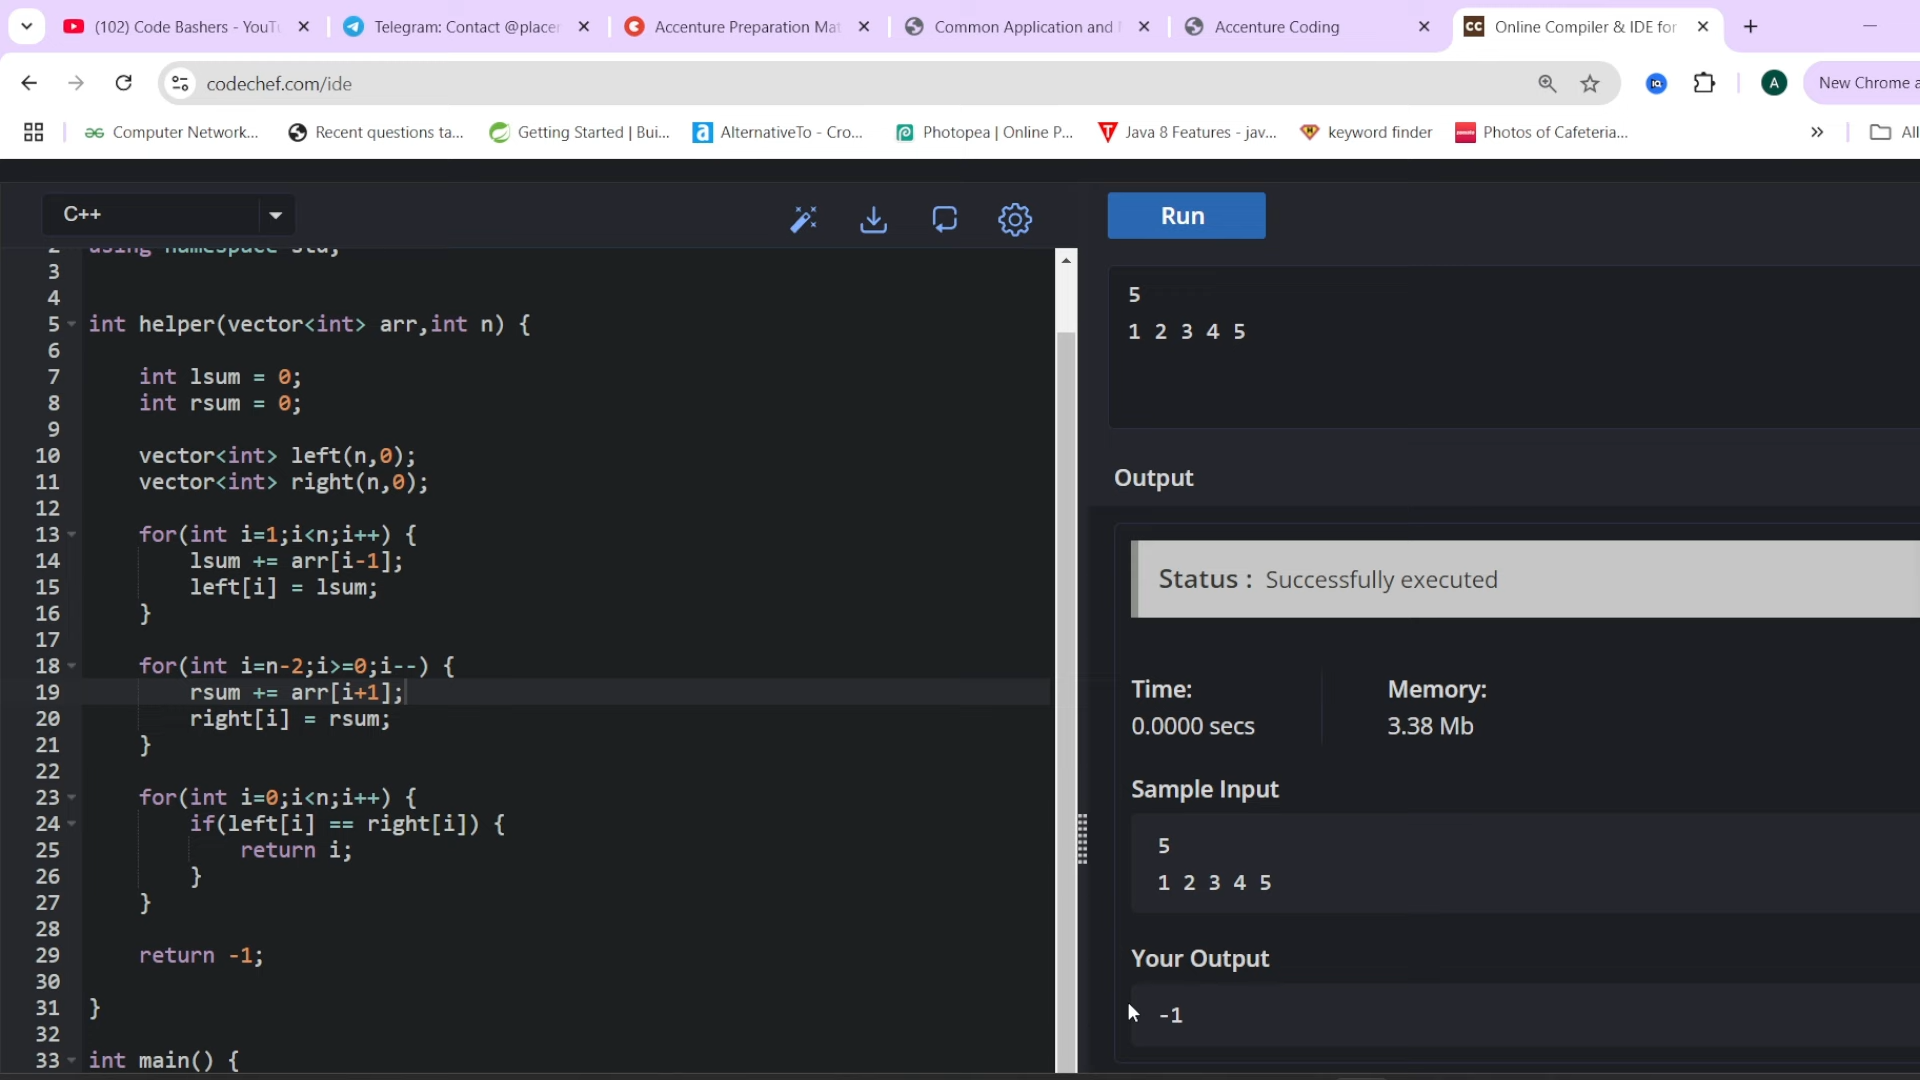 (102) Code Bashers - YouTu
Telegram: Contact @placer
Accenture Preparation Mat
Common Application and
Accenture Coding
Online Compiler & IDE for
codechef.com/ide
A
New Chrome a
Computer Network...
Recent questions ta...
Getting Started | Bui...
AlternativeTo - Cro...
Photopea | Online P...
Java 8 Features - jav...
keyword finder
Photos of Cafeteria...
»
All
C++
Run
2 using namespace std;
3
4
5 int helper(vector<int> arr,int n) {
6
7 int lsum = 0;
8 int rsum = 0;
9
10 vector<int> left(n,0);
11 vector<int> right(n,0);
12
13 for(int i=1;i<n;i++) {
14 lsum += arr[i-1];
15 left[i] = lsum;
16 }
17
18 for(int i=n-2;i>=0;i--) {
19 rsum += arr[i+1];
20 right[i] = rsum;
21 }
22
23 for(int i=0;i<n;i++) {
24 if(left[i] == right[i]) {
25 return i;
26 }
27 }
28
29 return -1;
30
31 }
32
33 int main() {
5
1 2 3 4 5
Output
Status : Successfully executed
Time:
0.0000 secs
Memory:
3.38 Mb
Sample Input
5
1 2 3 4 5
Your Output
-1